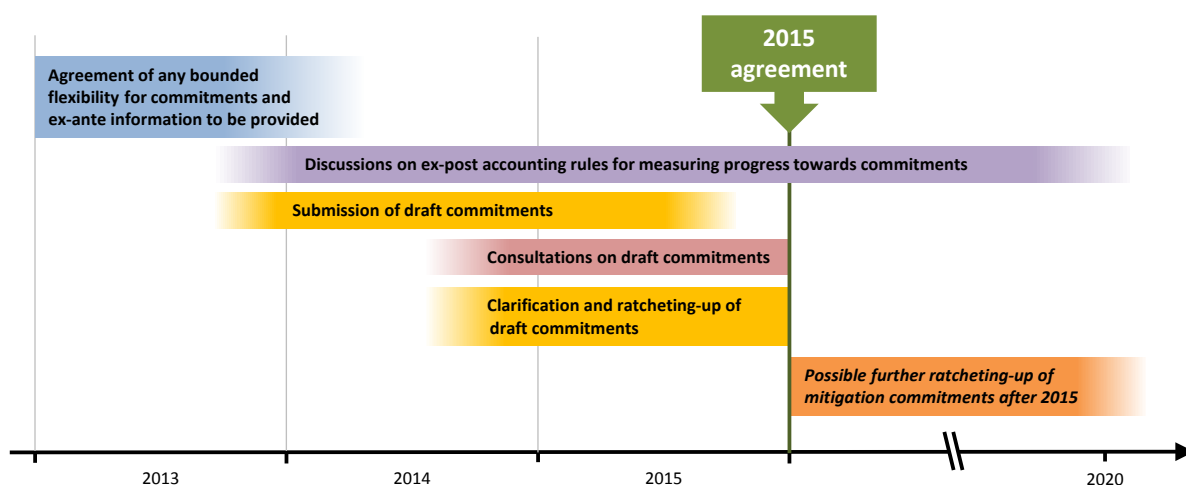 2015
agreement
Agreement of any bounded
flexibility for commitments and
ex-ante information to be provided
Discussions on ex-post accounting rules for measuring progress towards commitments
Submission of draft commitments
Consultations on draft commitments
Clarification and ratcheting-up of
draft commitments
Possible further ratcheting-up of
mitigation commitments after 2015
2013
2014
2015
2020